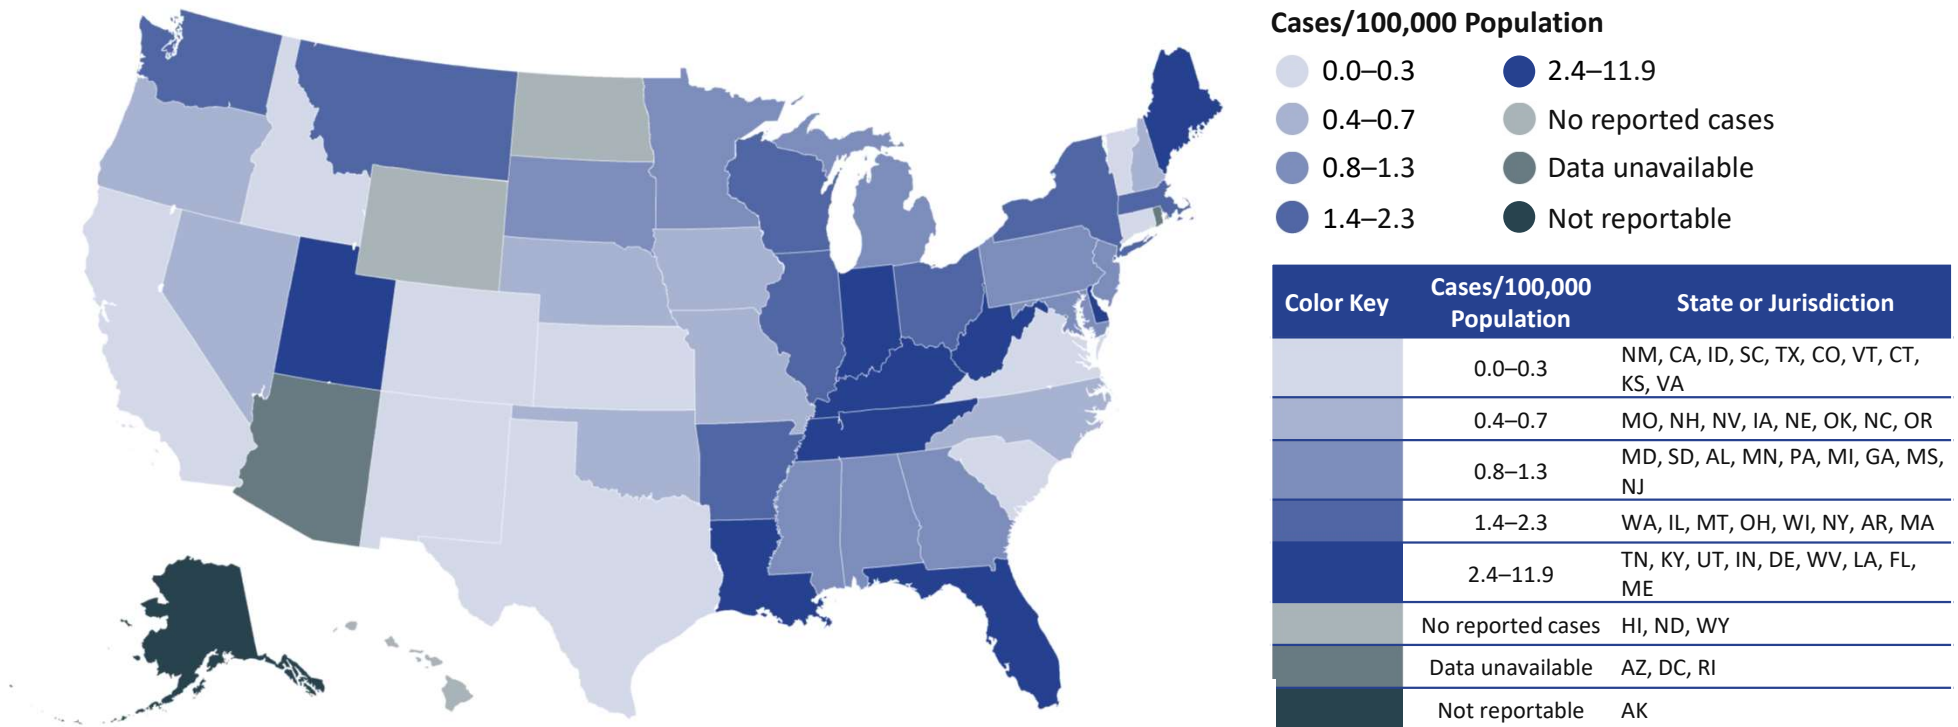 Cases/100,000 Population
0.0–0.3
2.4–11.9
0.4–0.7
No reported cases
0.8–1.3
Data unavailable
1.4–2.3
Not reportable
Color Key
Cases/100,000
Population
State or Jurisdiction
0.0–0.3
NM, CA, ID, SC, TX, CO, VT, CT,
KS, VA
0.4–0.7
MO, NH, NV, IA, NE, OK, NC, OR
0.8–1.3
MD, SD, AL, MN, PA, MI, GA, MS,
NJ
1.4–2.3
WA, IL, MT, OH, WI, NY, AR, MA
2.4–11.9
TN, KY, UT, IN, DE, WV, LA, FL,
ME
No reported cases
HI, ND, WY
Data unavailable
AZ, DC, RI
Not reportable
AK